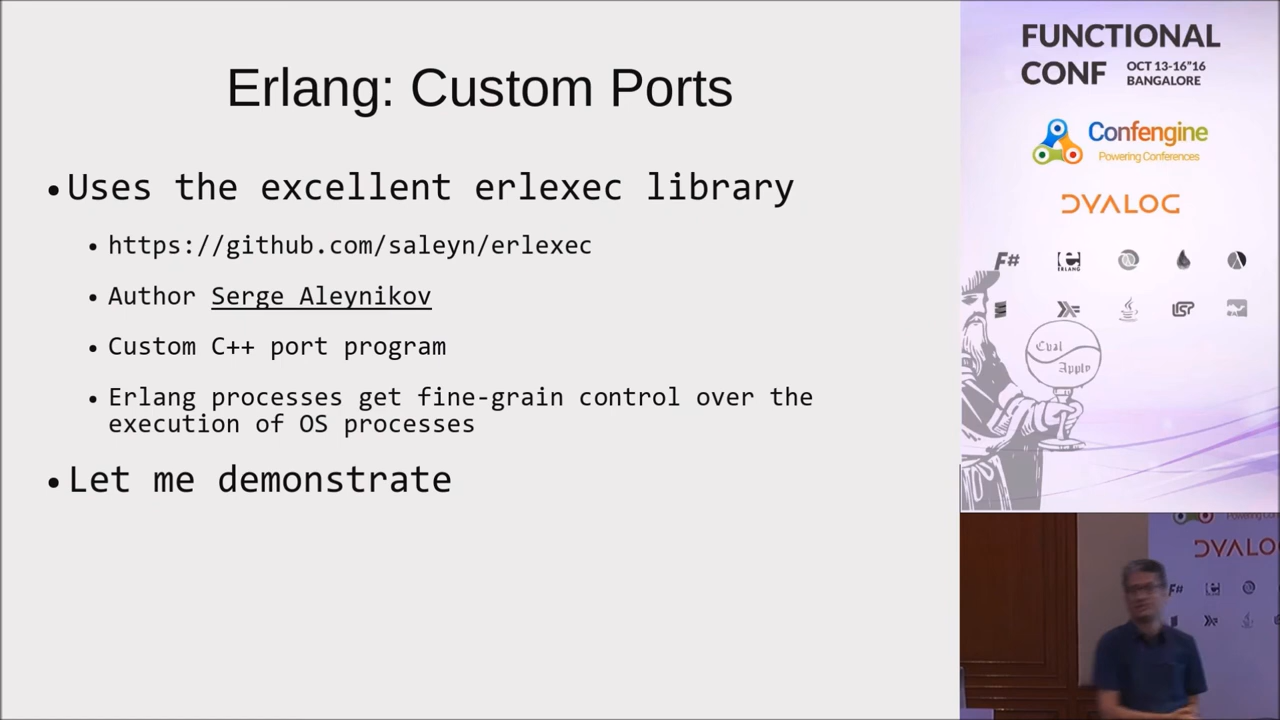 Erlang: Custom Ports
•Uses the excellent erlexec library
• https://github.com/saleyn/erlexec
• Author Serge Aleynikov
• Custom C++ port program
• Erlang processes get fine-grain control over the
execution of OS processes
•Let me demonstrate
FUNCTIONAL
CONF OCT 13-16"16
BANGALORE
Confengine
Powering Conferences
DYALOG
F#
ERLANG
LISP
Eval
Apply
DYALOG
F#